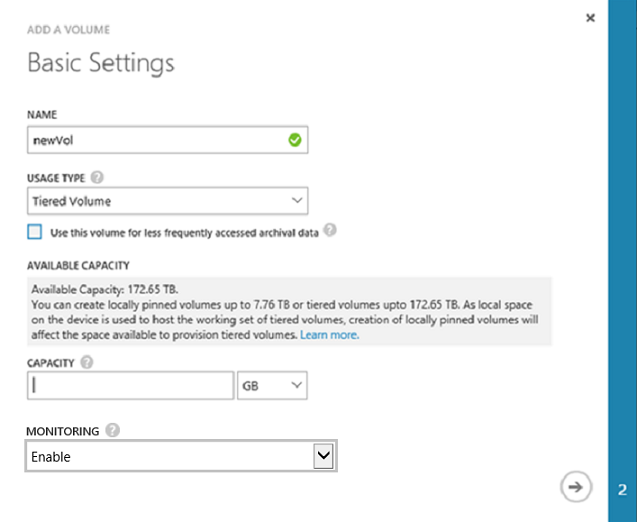 ADD A VOLUME
Basic Settings
NAME
newVol
USAGE TYPE ?
Tiered Volume
Use this volume for less frequently accessed archival data ?
AVAILABLE CAPACITY
Available Capacity: 172.65 TB.
You can create locally pinned volumes up to 7.76 TB or tiered volumes upto 172.65 TB. As local space
on the device is used to host the working set of tiered volumes, creation of locally pinned volumes will
affect the space available to provision tiered volumes. Learn more.
CAPACITY ?
GB
MONITORING ?
Enable
2